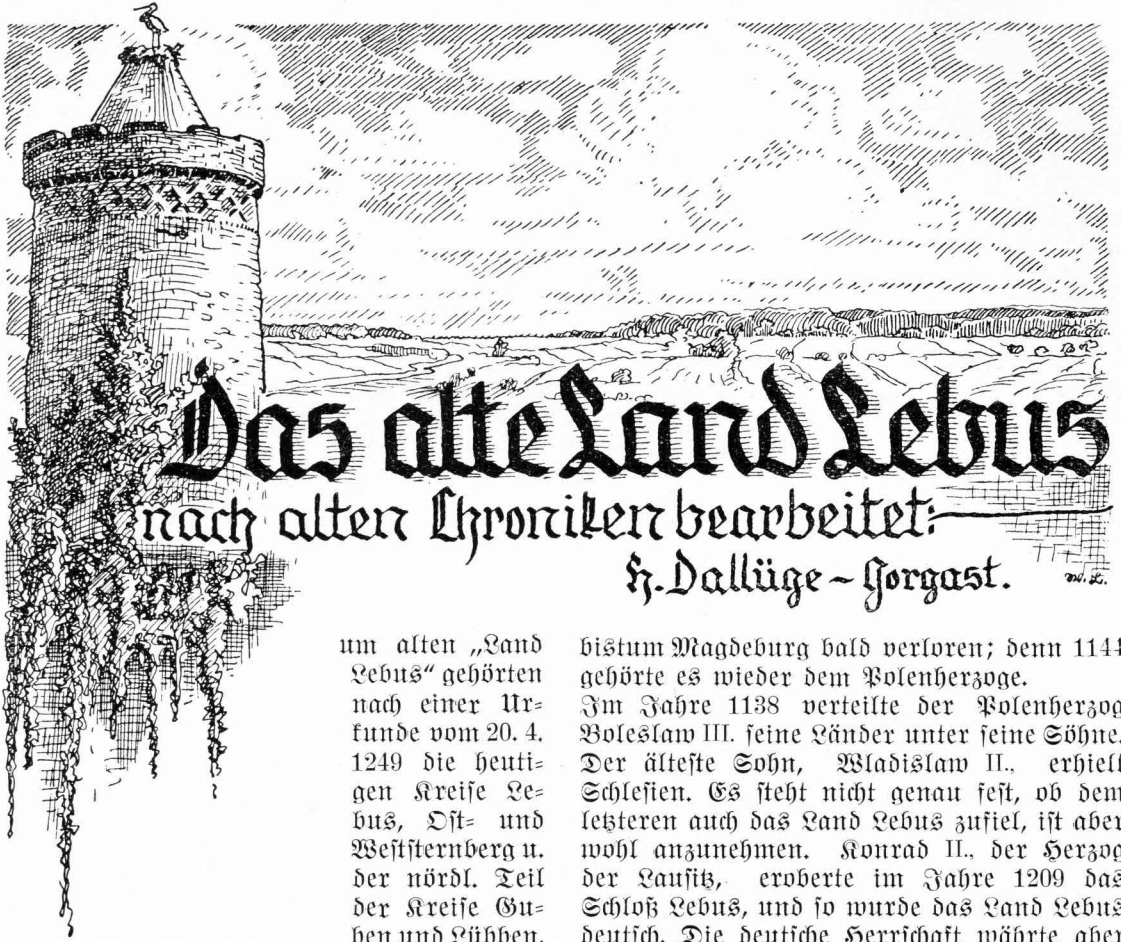 Das alte Land Lebus
nach alten Chroniken bearbeitet:
H. Dallüge - Gorgast.
W. L.
um alten „Land
Lebus“ gehörten
nach einer Ur=
kunde vom 20. 4.
1249 die heuti=
gen Kreise Le=
bus, Ost= und
Weststernberg u.
der nördl. Teil
der Kreise Gu=
ben und Lübben.
bistum Magdeburg bald verloren; denn 1144
gehörte es wieder dem Polenherzoge.
Im Jahre 1138 verteilte der Polenherzog
Boleslaw III. seine Länder unter seine Söhne.
Der älteste Sohn, Wladislaw II., erhielt
Schlesien. Es steht nicht genau fest, ob dem
letzteren auch das Land Lebus zufiel, ist aber
wohl anzunehmen. Konrad II., der Herzog
der Lausitz, eroberte im Jahre 1209 das
Schloß Lebus, und so wurde das Land Lebus
deutsch. Die deutsche Herrschaft währte aber